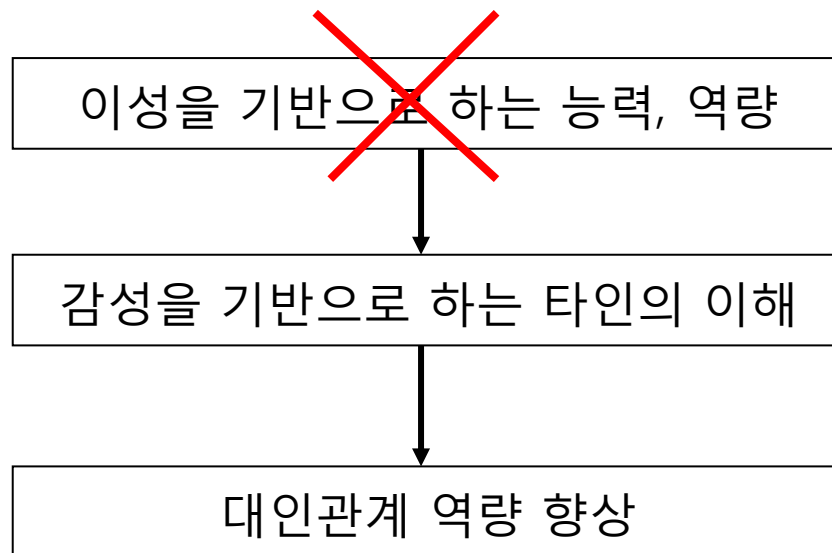 이성을 기반으로 하는 능력, 역량
감성을 기반으로 하는 타인의 이해
대인관계 역량 향상